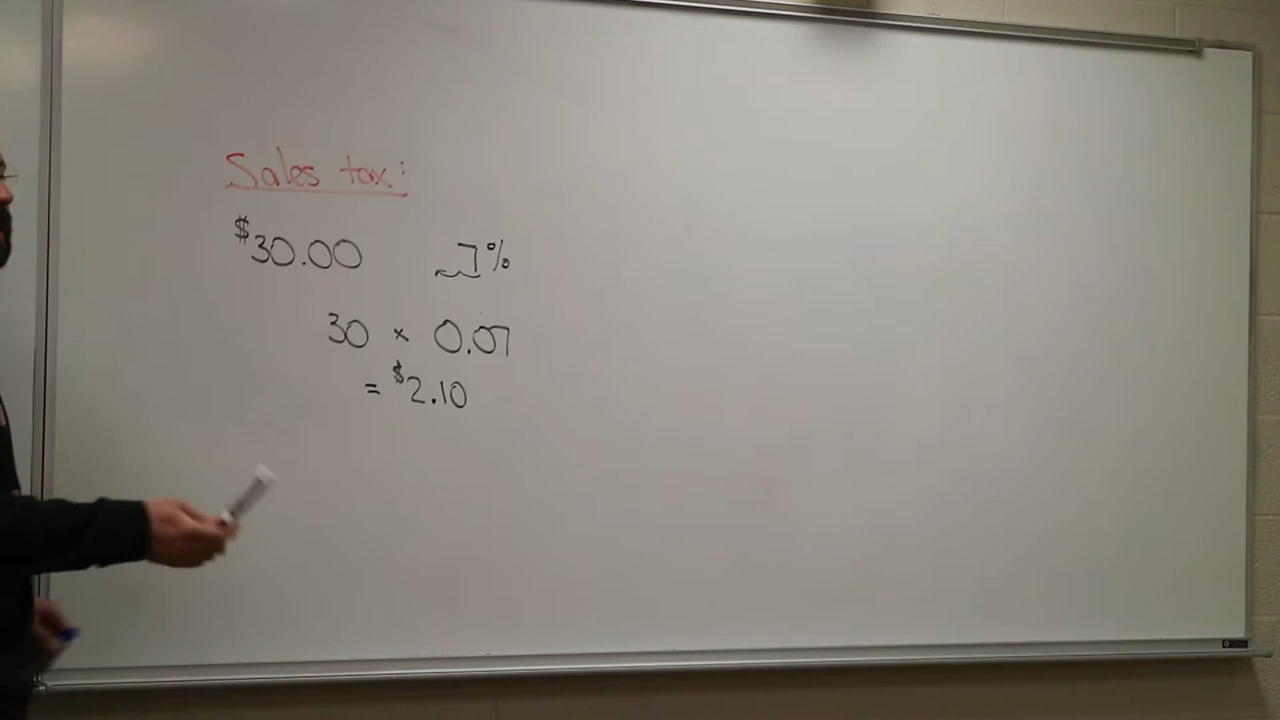 Sales tax:
$30.00 7%
30 × 0.07
= $2.10